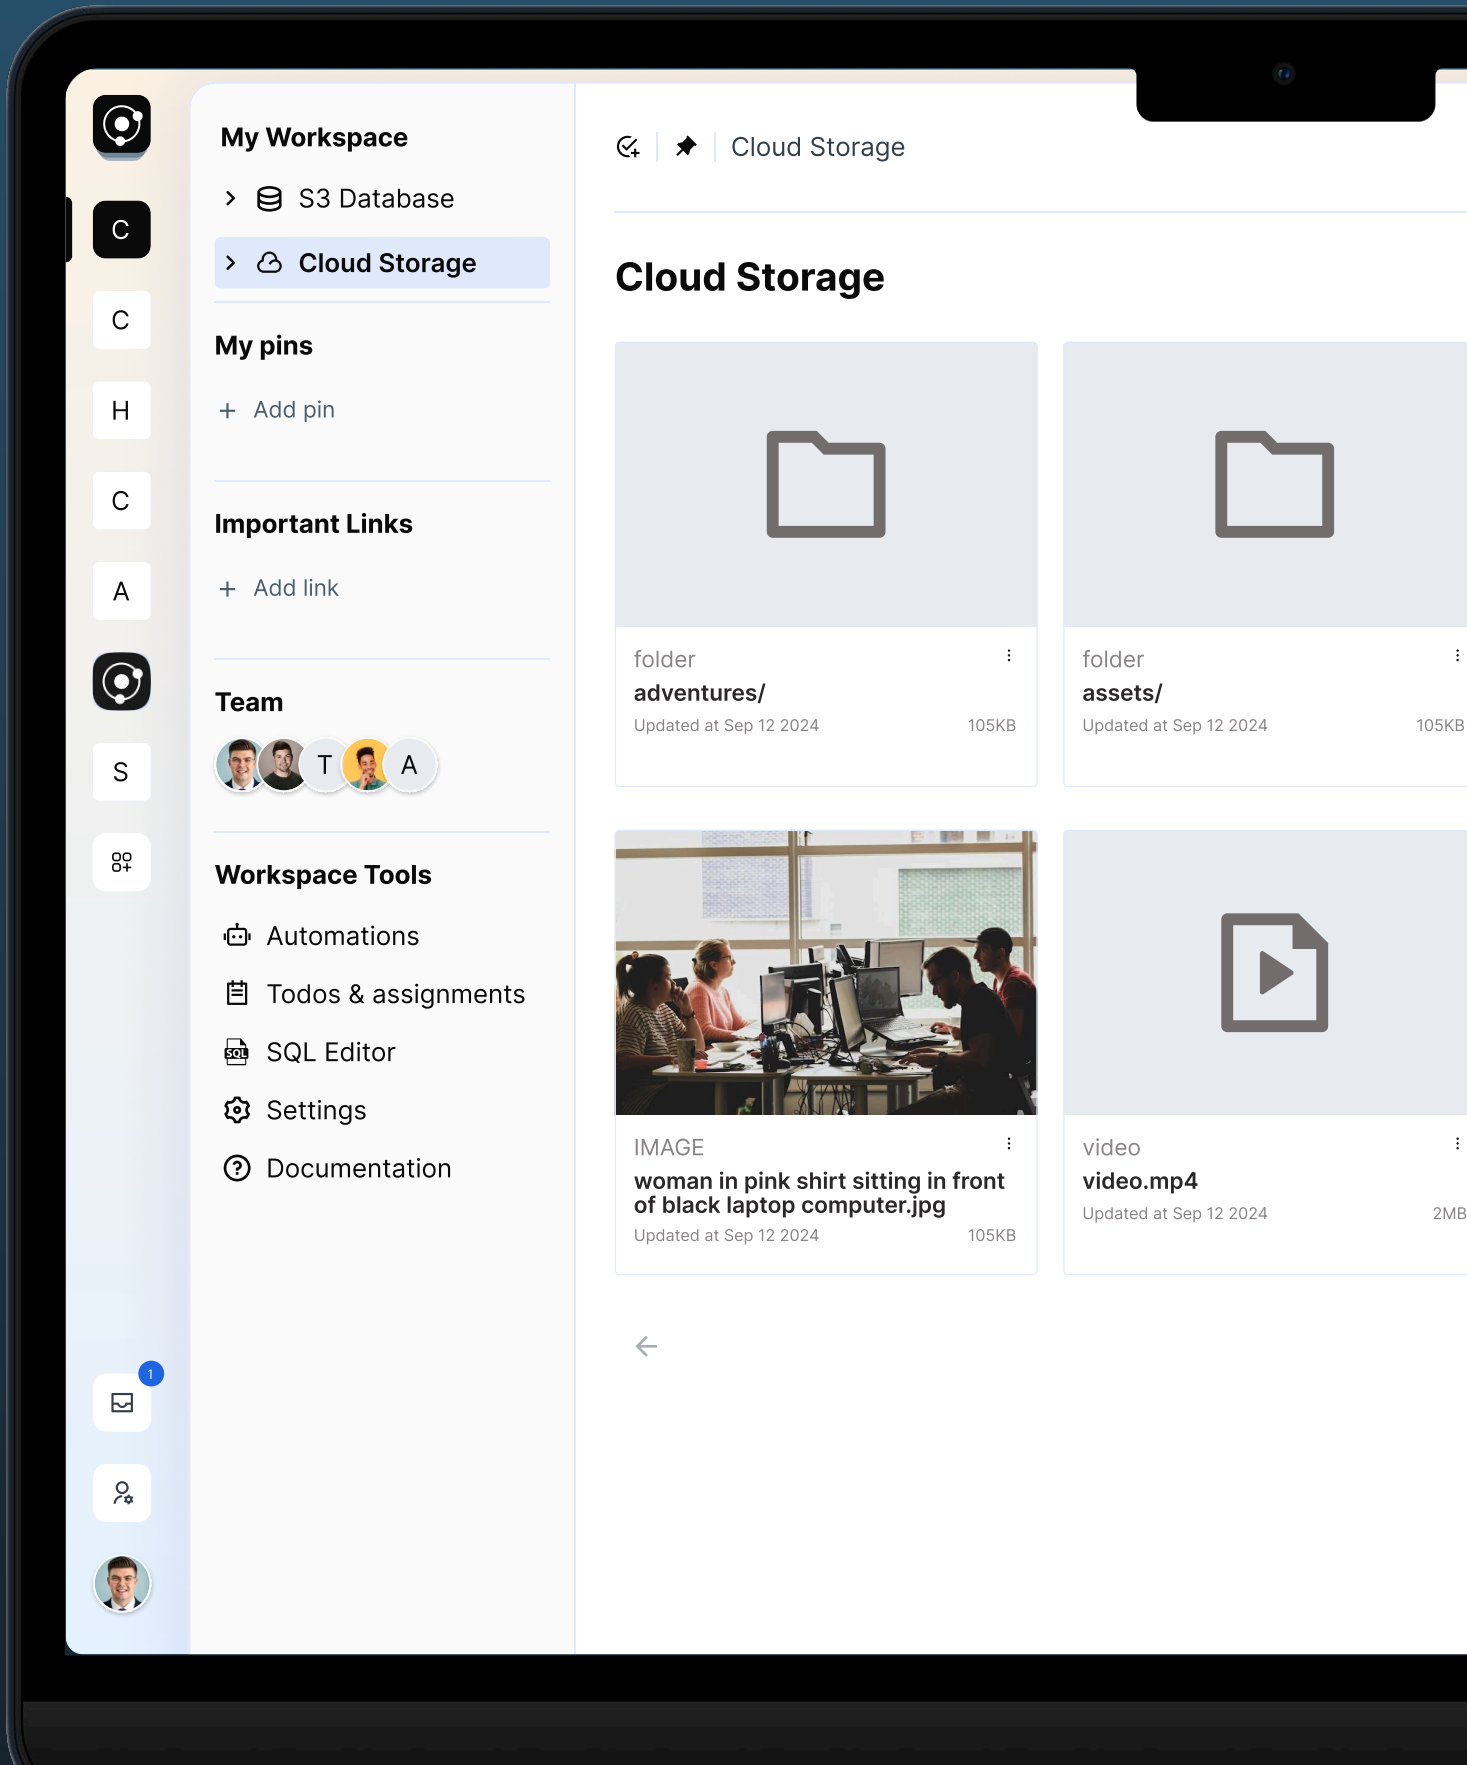 My Workspace
S3 Database
Cloud Storage
My pins
Add pin
Important Links
Add link
Team
T
A
Workspace Tools
Automations
Todos & assignments
SQL
SQL Editor
Settings
Documentation
C
C
H
C
A
S
1
Cloud Storage
Cloud Storage
folder
adventures/
Updated at Sep 12 2024 105KB
folder
assets/
Updated at Sep 12 2024 105KB
IMAGE
woman in pink shirt sitting in front
of black laptop computer.jpg
Updated at Sep 12 2024 105KB
video
video.mp4
Updated at Sep 12 2024 2MB